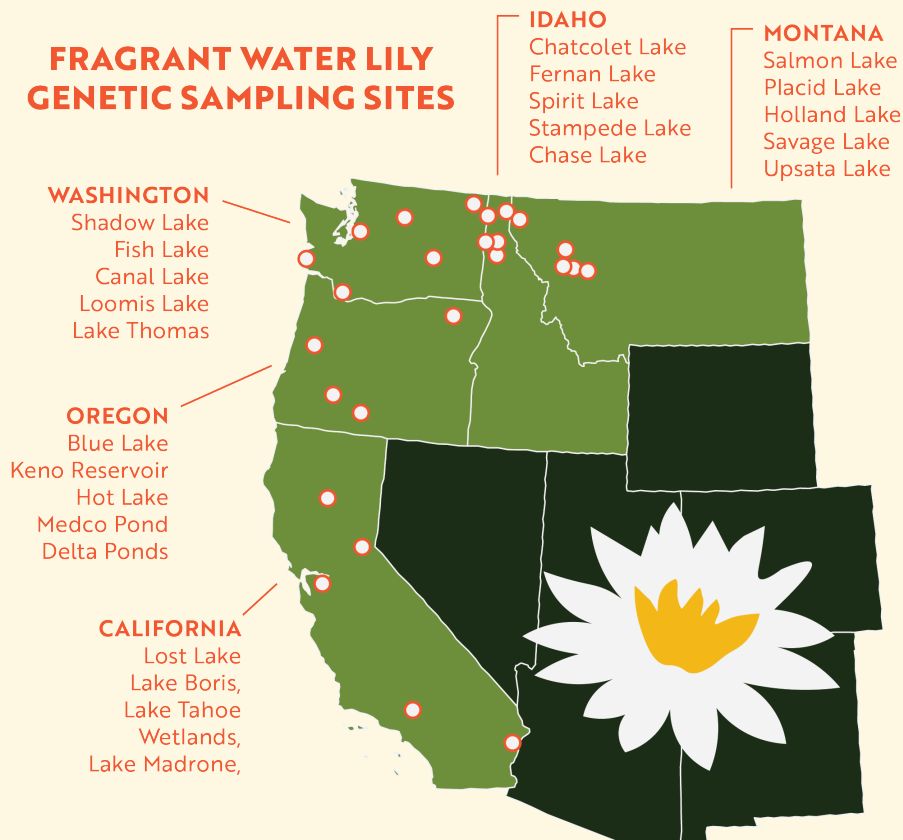 FRAGRANT WATER LILY
GENETIC SAMPLING SITES
IDAHO
Chatcolet Lake
Fernan Lake
Spirit Lake
Stampede Lake
Chase Lake
MONTANA
Salmon Lake
Placid Lake
Holland Lake
Savage Lake
Upsata Lake
WASHINGTON
Shadow Lake
Fish Lake
Canal Lake
Loomis Lake
Lake Thomas
OREGON
Blue Lake
Keno Reservoir
Hot Lake
Medco Pond
Delta Ponds
CALIFORNIA
Lost Lake
Lake Boris,
Lake Tahoe
Wetlands,
Lake Madrone,